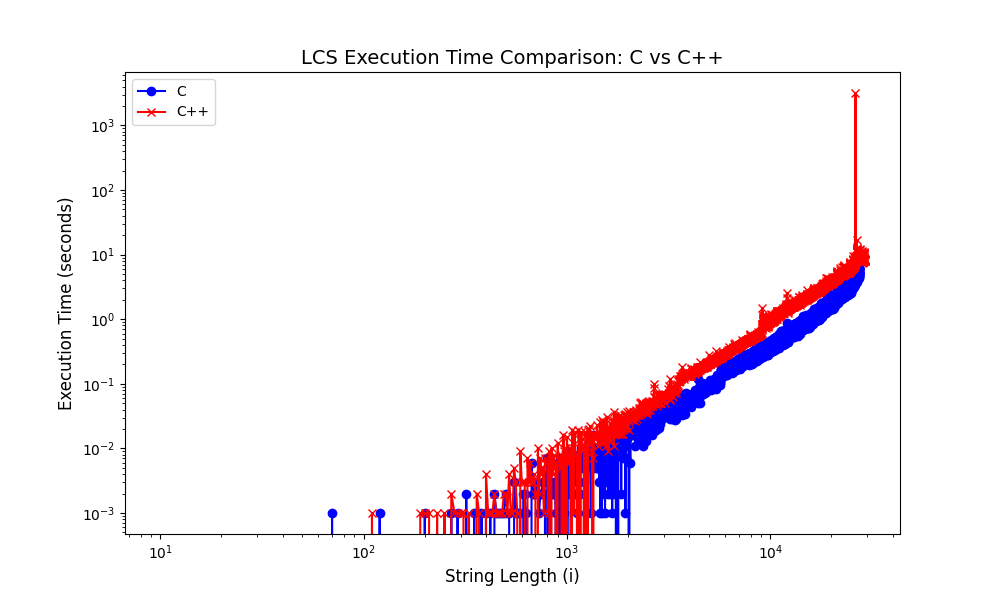 LCS Execution Time Comparison: C vs C++
C
C++
Execution Time (seconds)
10³
10²
10¹
10⁰
10⁻¹
10⁻²
10⁻³
10¹ 10² 10³ 10⁴
String Length (i)